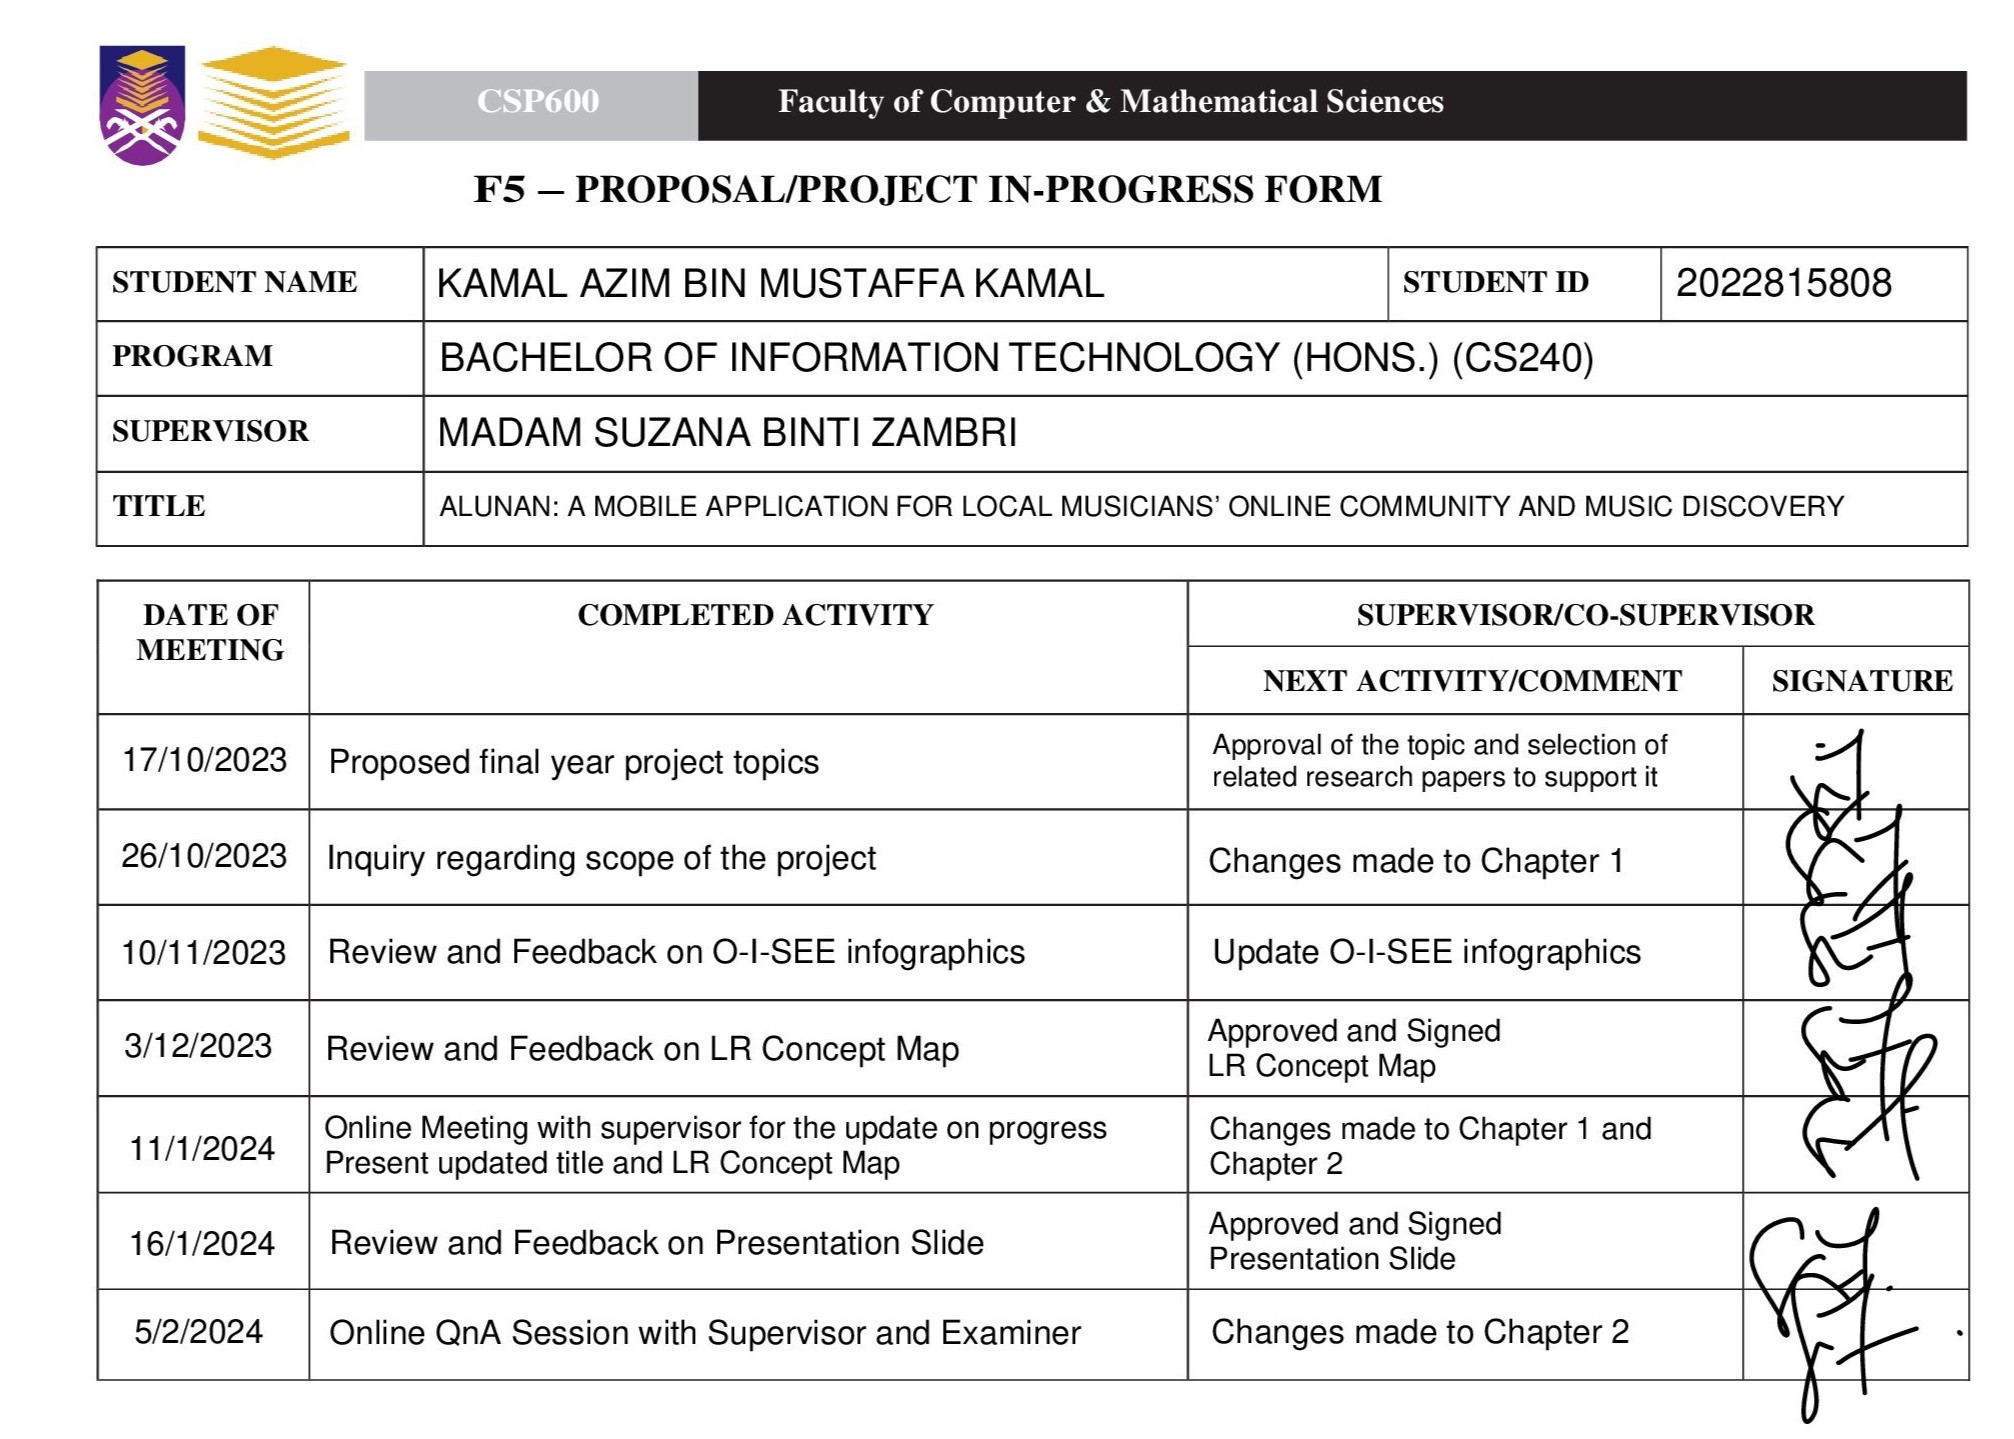 CSP600
Faculty of Computer & Mathematical Sciences
F5 – PROPOSAL/PROJECT IN-PROGRESS FORM
STUDENT NAME
KAMAL AZIM BIN MUSTAFFA KAMAL
STUDENT ID
2022815808
PROGRAM
BACHELOR OF INFORMATION TECHNOLOGY (HONS.) (CS240)
SUPERVISOR
MADAM SUZANA BINTI ZAMBRI
TITLE
ALUNAN: A MOBILE APPLICATION FOR LOCAL MUSICIANS’ ONLINE COMMUNITY AND MUSIC DISCOVERY
DATE OF
MEETING
COMPLETED ACTIVITY
SUPERVISOR/CO-SUPERVISOR
NEXT ACTIVITY/COMMENT
SIGNATURE
17/10/2023
Proposed final year project topics
Approval of the topic and selection of
related research papers to support it
26/10/2023
Inquiry regarding scope of the project
Changes made to Chapter 1
10/11/2023
Review and Feedback on O-I-SEE infographics
Update O-I-SEE infographics
3/12/2023
Review and Feedback on LR Concept Map
Approved and Signed
LR Concept Map
11/1/2024
Online Meeting with supervisor for the update on progress
Present updated title and LR Concept Map
Changes made to Chapter 1 and
Chapter 2
16/1/2024
Review and Feedback on Presentation Slide
Approved and Signed
Presentation Slide
5/2/2024
Online QnA Session with Supervisor and Examiner
Changes made to Chapter 2